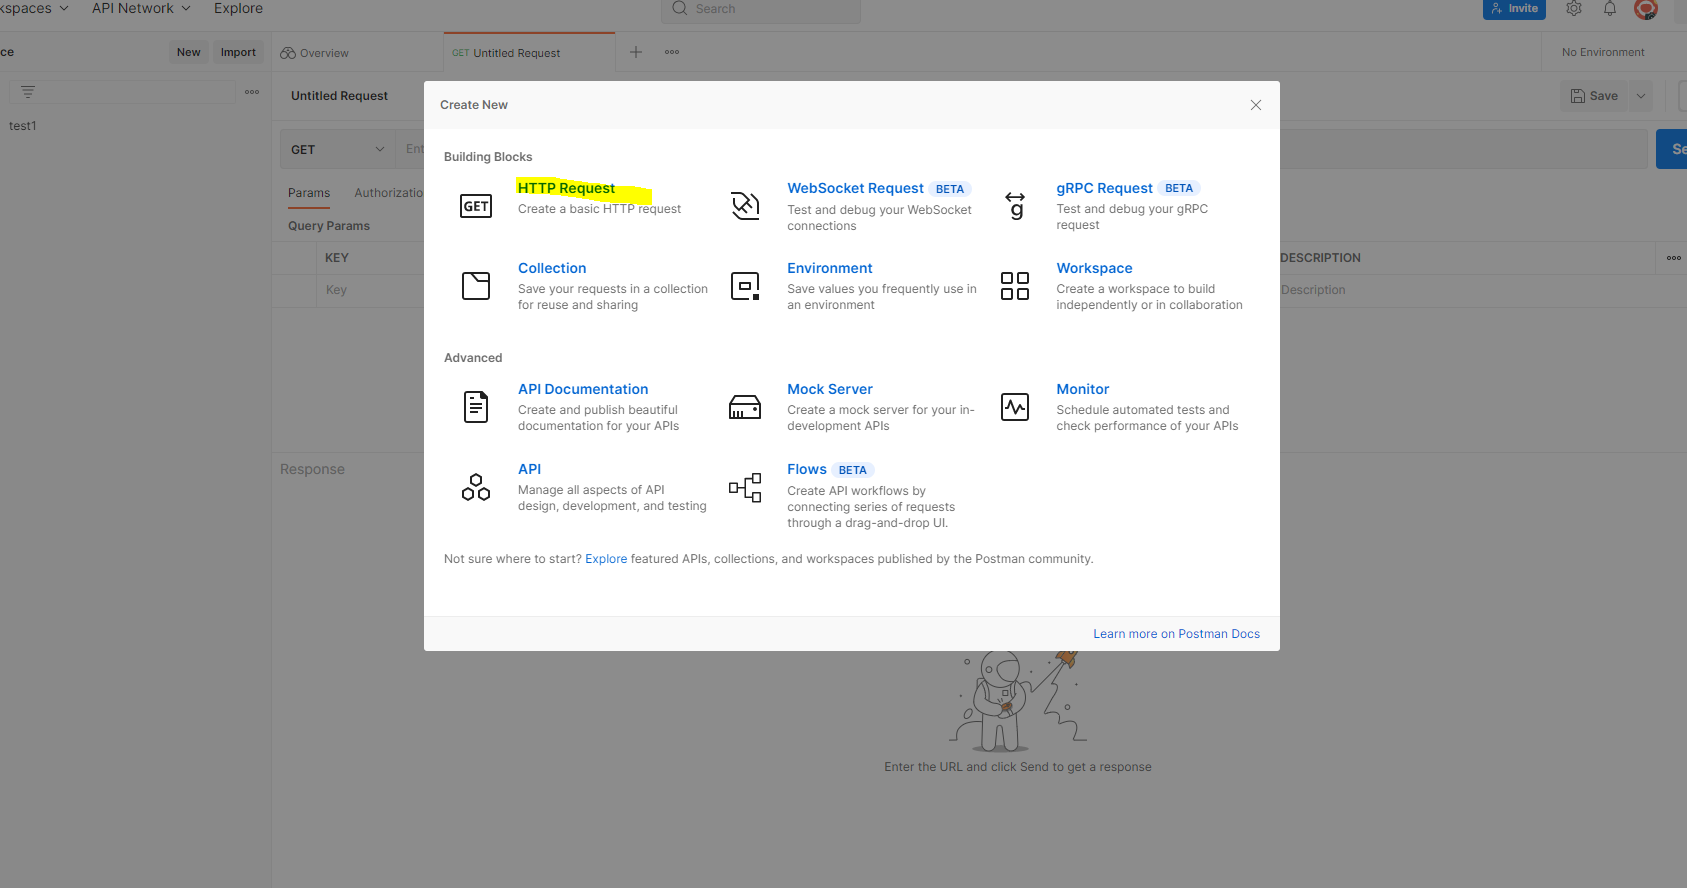 API Network
Explore
Search
Invite
New
Import
Overview
GET Untitled Request
No Environment
Untitled Request
Save
test1
GET
Params
Query Params
KEY
DESCRIPTION
Key
Description
Response
Create New
Building Blocks
GET
HTTP Request
Create a basic HTTP request
WebSocket Request BETA
Test and debug your WebSocket
connections
gRPC Request BETA
Test and debug your gRPC
request
Collection
Save your requests in a collection
for reuse and sharing
Environment
Save values you frequently use in
an environment
Workspace
Create a workspace to build
independently or in collaboration
Advanced
API Documentation
Create and publish beautiful
documentation for your APIs
Mock Server
Create a mock server for your in-
development APIs
Monitor
Schedule automated tests and
check performance of your APIs
API
Manage all aspects of API
design, development, and testing
Flows BETA
Create API workflows by
connecting series of requests
through a drag-and-drop UI.
Not sure where to start? Explore featured APIs, collections, and workspaces published by the Postman community.
Learn more on Postman Docs
Enter the URL and click Send to get a response